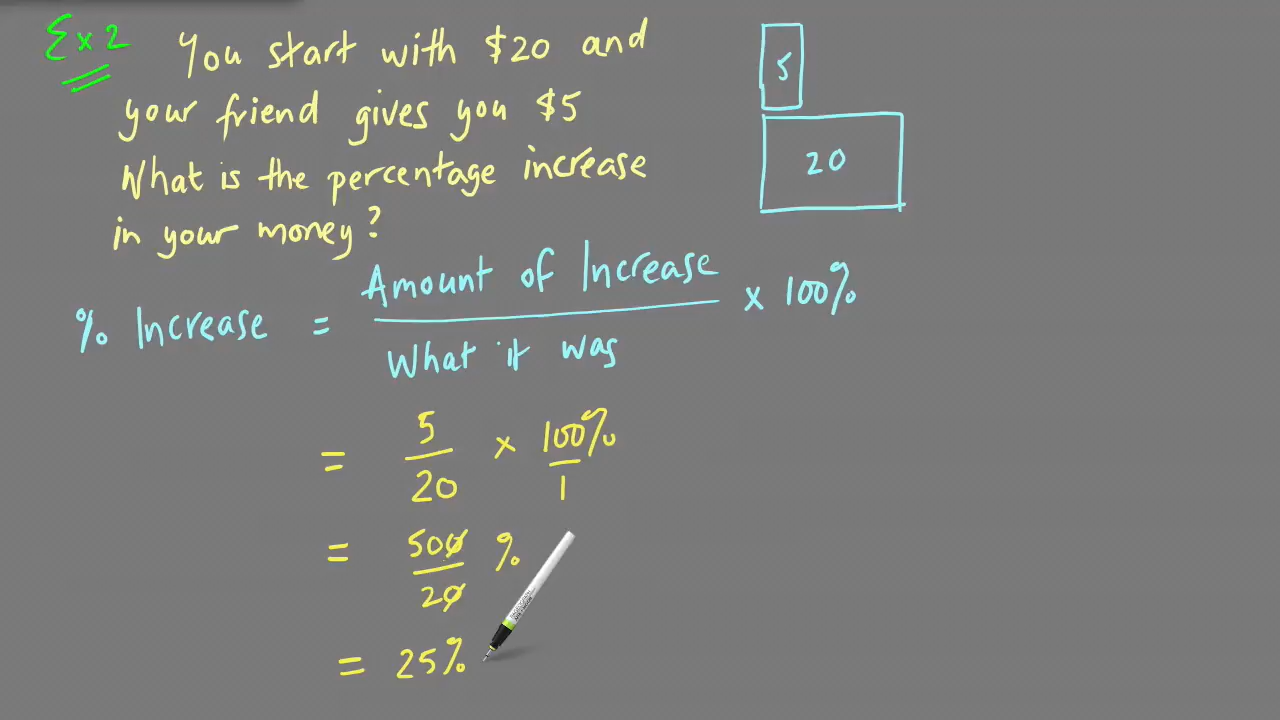 Ex 2 You start with $20 and
your friend gives you $5
What is the percentage increase
in your money?
5
20
% Increase = Amount of Increase / What it was × 100%
= 5/20 × 100%/1
= 500/20 %
= 25%